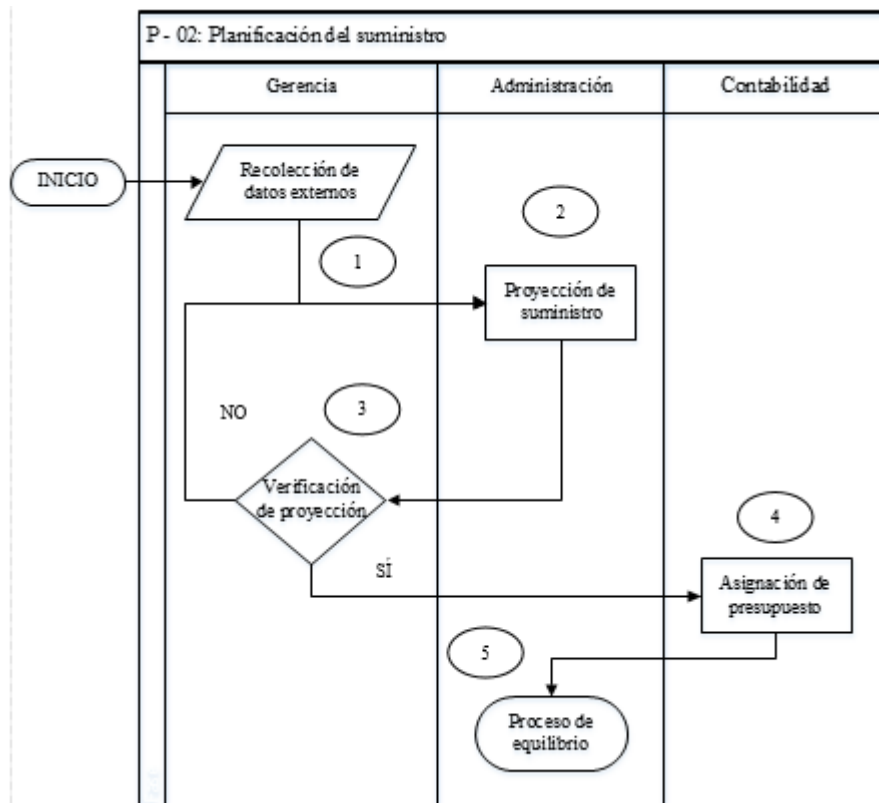 P - 02: Planificación del suministro
Gerencia
Administración
Contabilidad
INICIO
Recolección de
datos externos
1
2
Proyección de
suministro
NO
3
Verificación
de proyección
SÍ
4
Asignación de
presupuesto
5
Proceso de
equilibrio